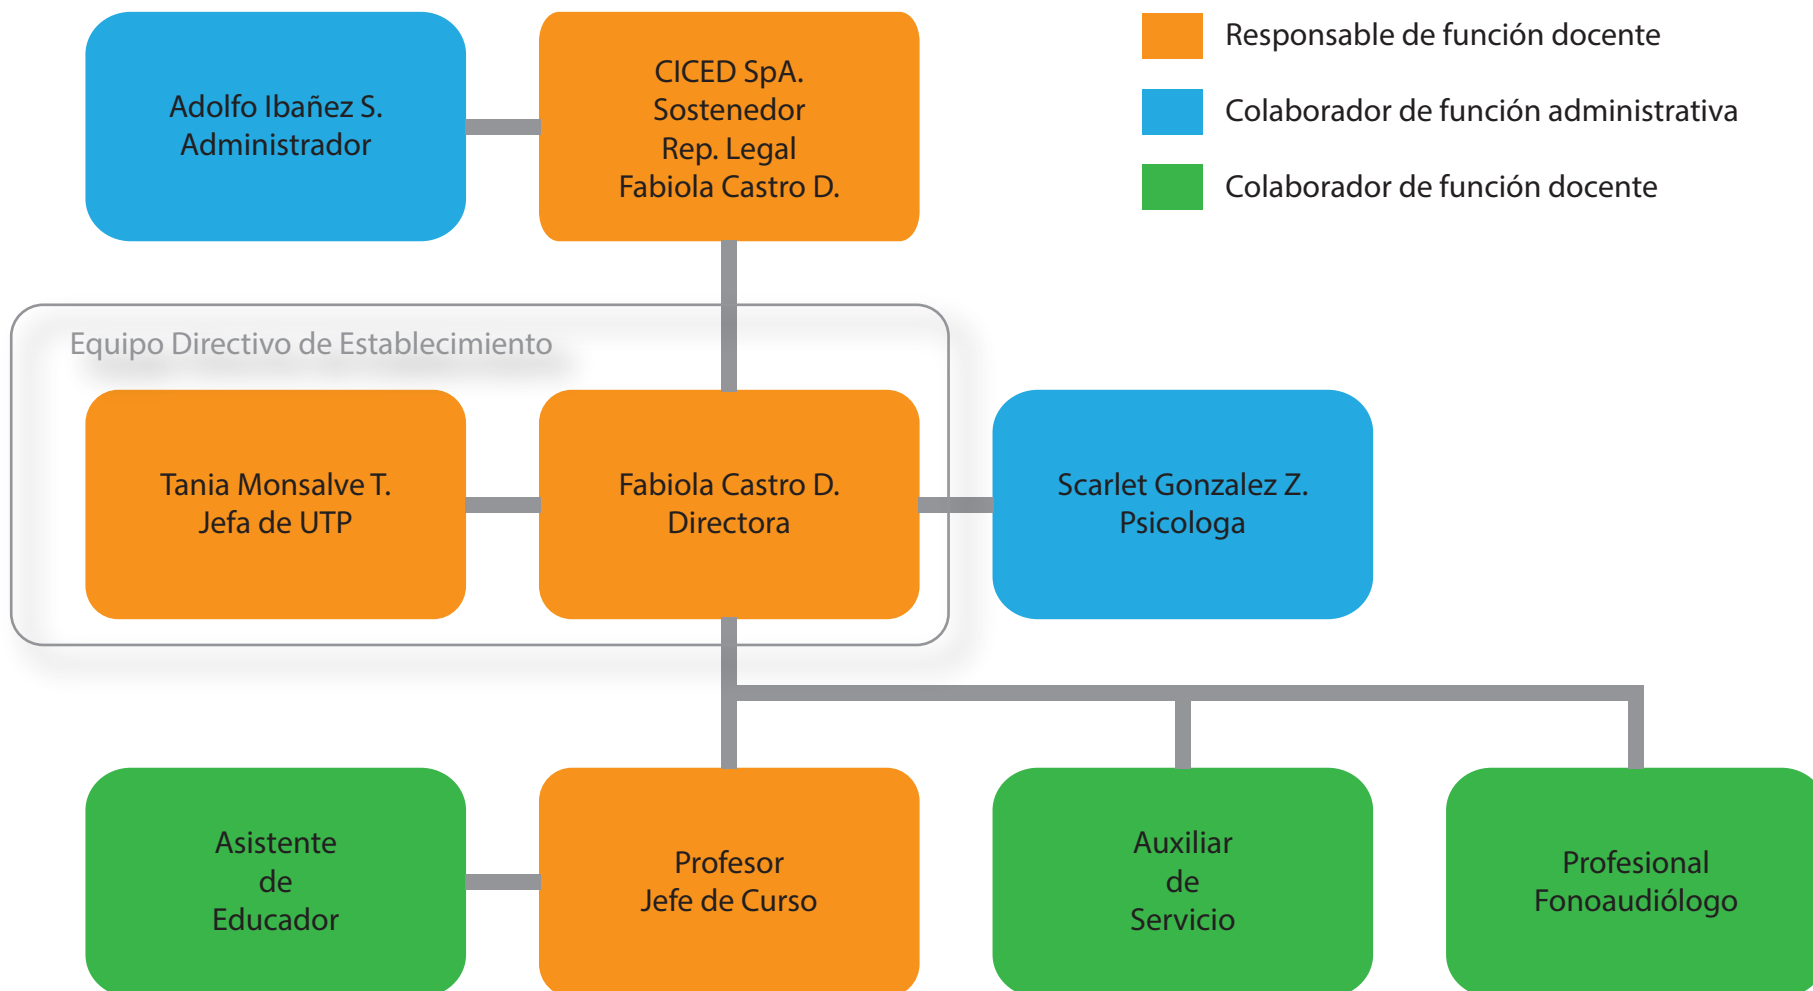 Adolfo Ibañez S.
Administrador
CICED SpA.
Sostenedor
Rep. Legal
Fabiola Castro D.
Responsable de función docente
Colaborador de función administrativa
Colaborador de función docente
Equipo Directivo de Establecimiento
Tania Monsalve T.
Jefa de UTP
Fabiola Castro D.
Directora
Scarlet Gonzalez Z.
Psicologa
Asistente
de
Educador
Profesor
Jefe de Curso
Auxiliar
de
Servicio
Profesional
Fonoaudiólogo